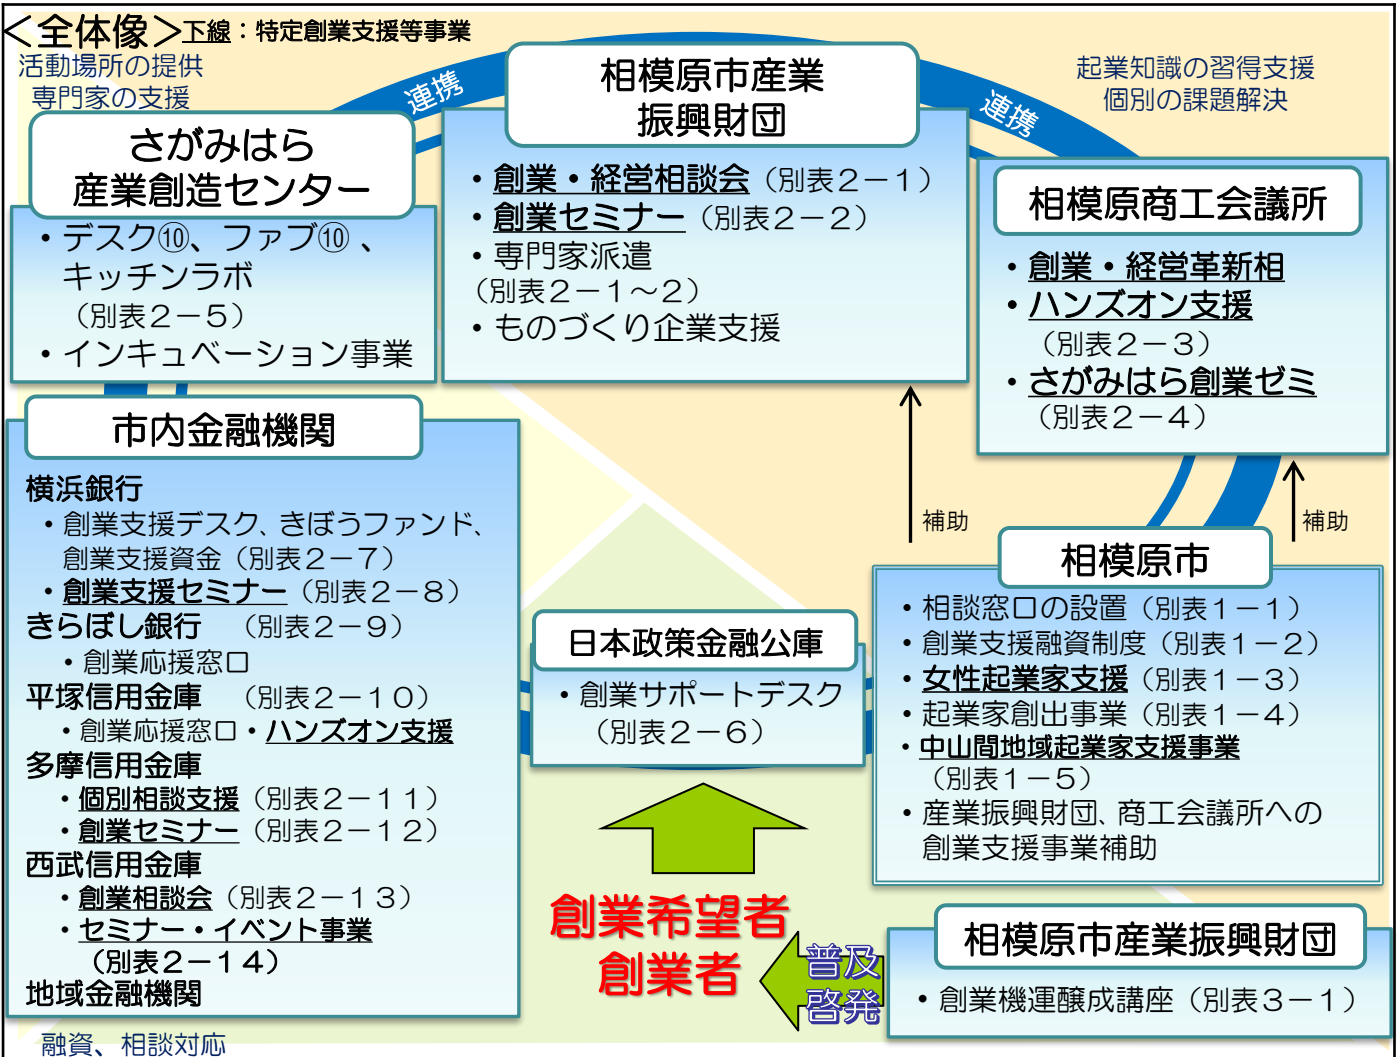 ＜全体像＞下線：特定創業支援等事業
活動場所の提供
専門家の支援
連携
連携
起業知識の習得支援
個別の課題解決
さがみはら
産業創造センター
・デスク⑩、ファブ⑩、
キッチンラボ
（別表２－５）
・インキュベーション事業
相模原市産業
振興財団
・創業・経営相談会（別表２－１）
・創業セミナー（別表２－２）
・専門家派遣
（別表２－１～２）
・ものづくり企業支援
相模原商工会議所
・創業・経営革新相
・ハンズオン支援
（別表２－３）
・さがみはら創業ゼミ
（別表２－４）
市内金融機関
横浜銀行
・創業支援デスク、きぼうファンド、
創業支援資金（別表２－７）
・創業支援セミナー（別表２－８）
きらぼし銀行　（別表２－９）
・創業応援窓口
平塚信用金庫　（別表２－１０）
・創業応援窓口・ハンズオン支援
多摩信用金庫
・個別相談支援（別表２－１１）
・創業セミナー（別表２－１２）
西武信用金庫
・創業相談会（別表２－１３）
・セミナー・イベント事業
（別表２－１４）
地域金融機関
融資、相談対応
日本政策金融公庫
・創業サポートデスク
（別表２－６）
補助
補助
相模原市
・相談窓口の設置（別表１－１）
・創業支援融資制度（別表１－２）
・女性起業家支援（別表１－３）
・起業家創出事業（別表１－４）
・中山間地域起業家支援事業
（別表１－５）
・産業振興財団、商工会議所への
創業支援事業補助
創業希望者
創業者
普及
啓発
相模原市産業振興財団
・創業機運醸成講座（別表３－１）